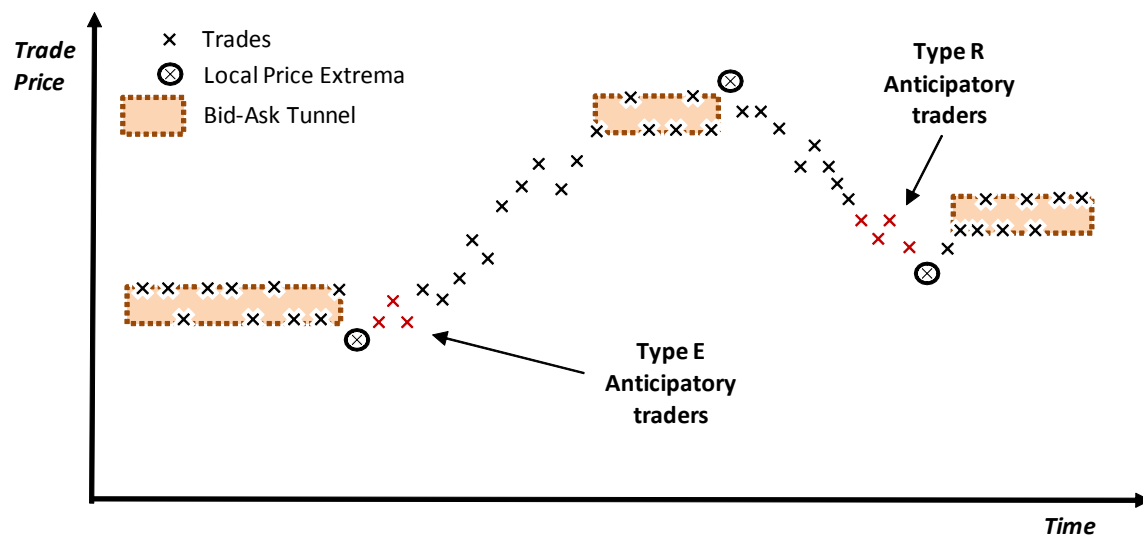 Trade
Price
Trades
Local Price Extrema
Bid-Ask Tunnel
Type R
Anticipatory
traders
Type E
Anticipatory
traders
Time